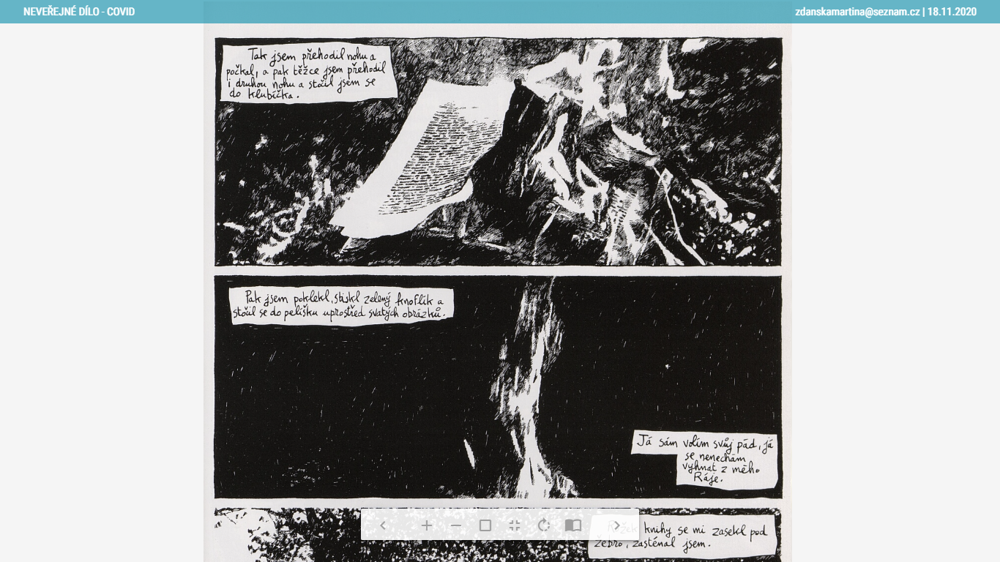 NEVEŘEJNÉ DÍLO - COVID
zdanskamartina@seznam.cz | 18.11.2020
Tak jsem přehodil nohu a
počkal, a pak těžce jsem přehodil
i druhou nohu a stočil jsem se
do klubíčka.
Pak jsem poklekl, stiskl zelený knoflík a
stočil se do pelíšku uprostřed svatých obrázků.
Já sám volím svůj pád, já
se nenechám
vyhnat z mého
Ráje.
Růžek knihy se mi zasekl pod
žebro, zasténal jsem.